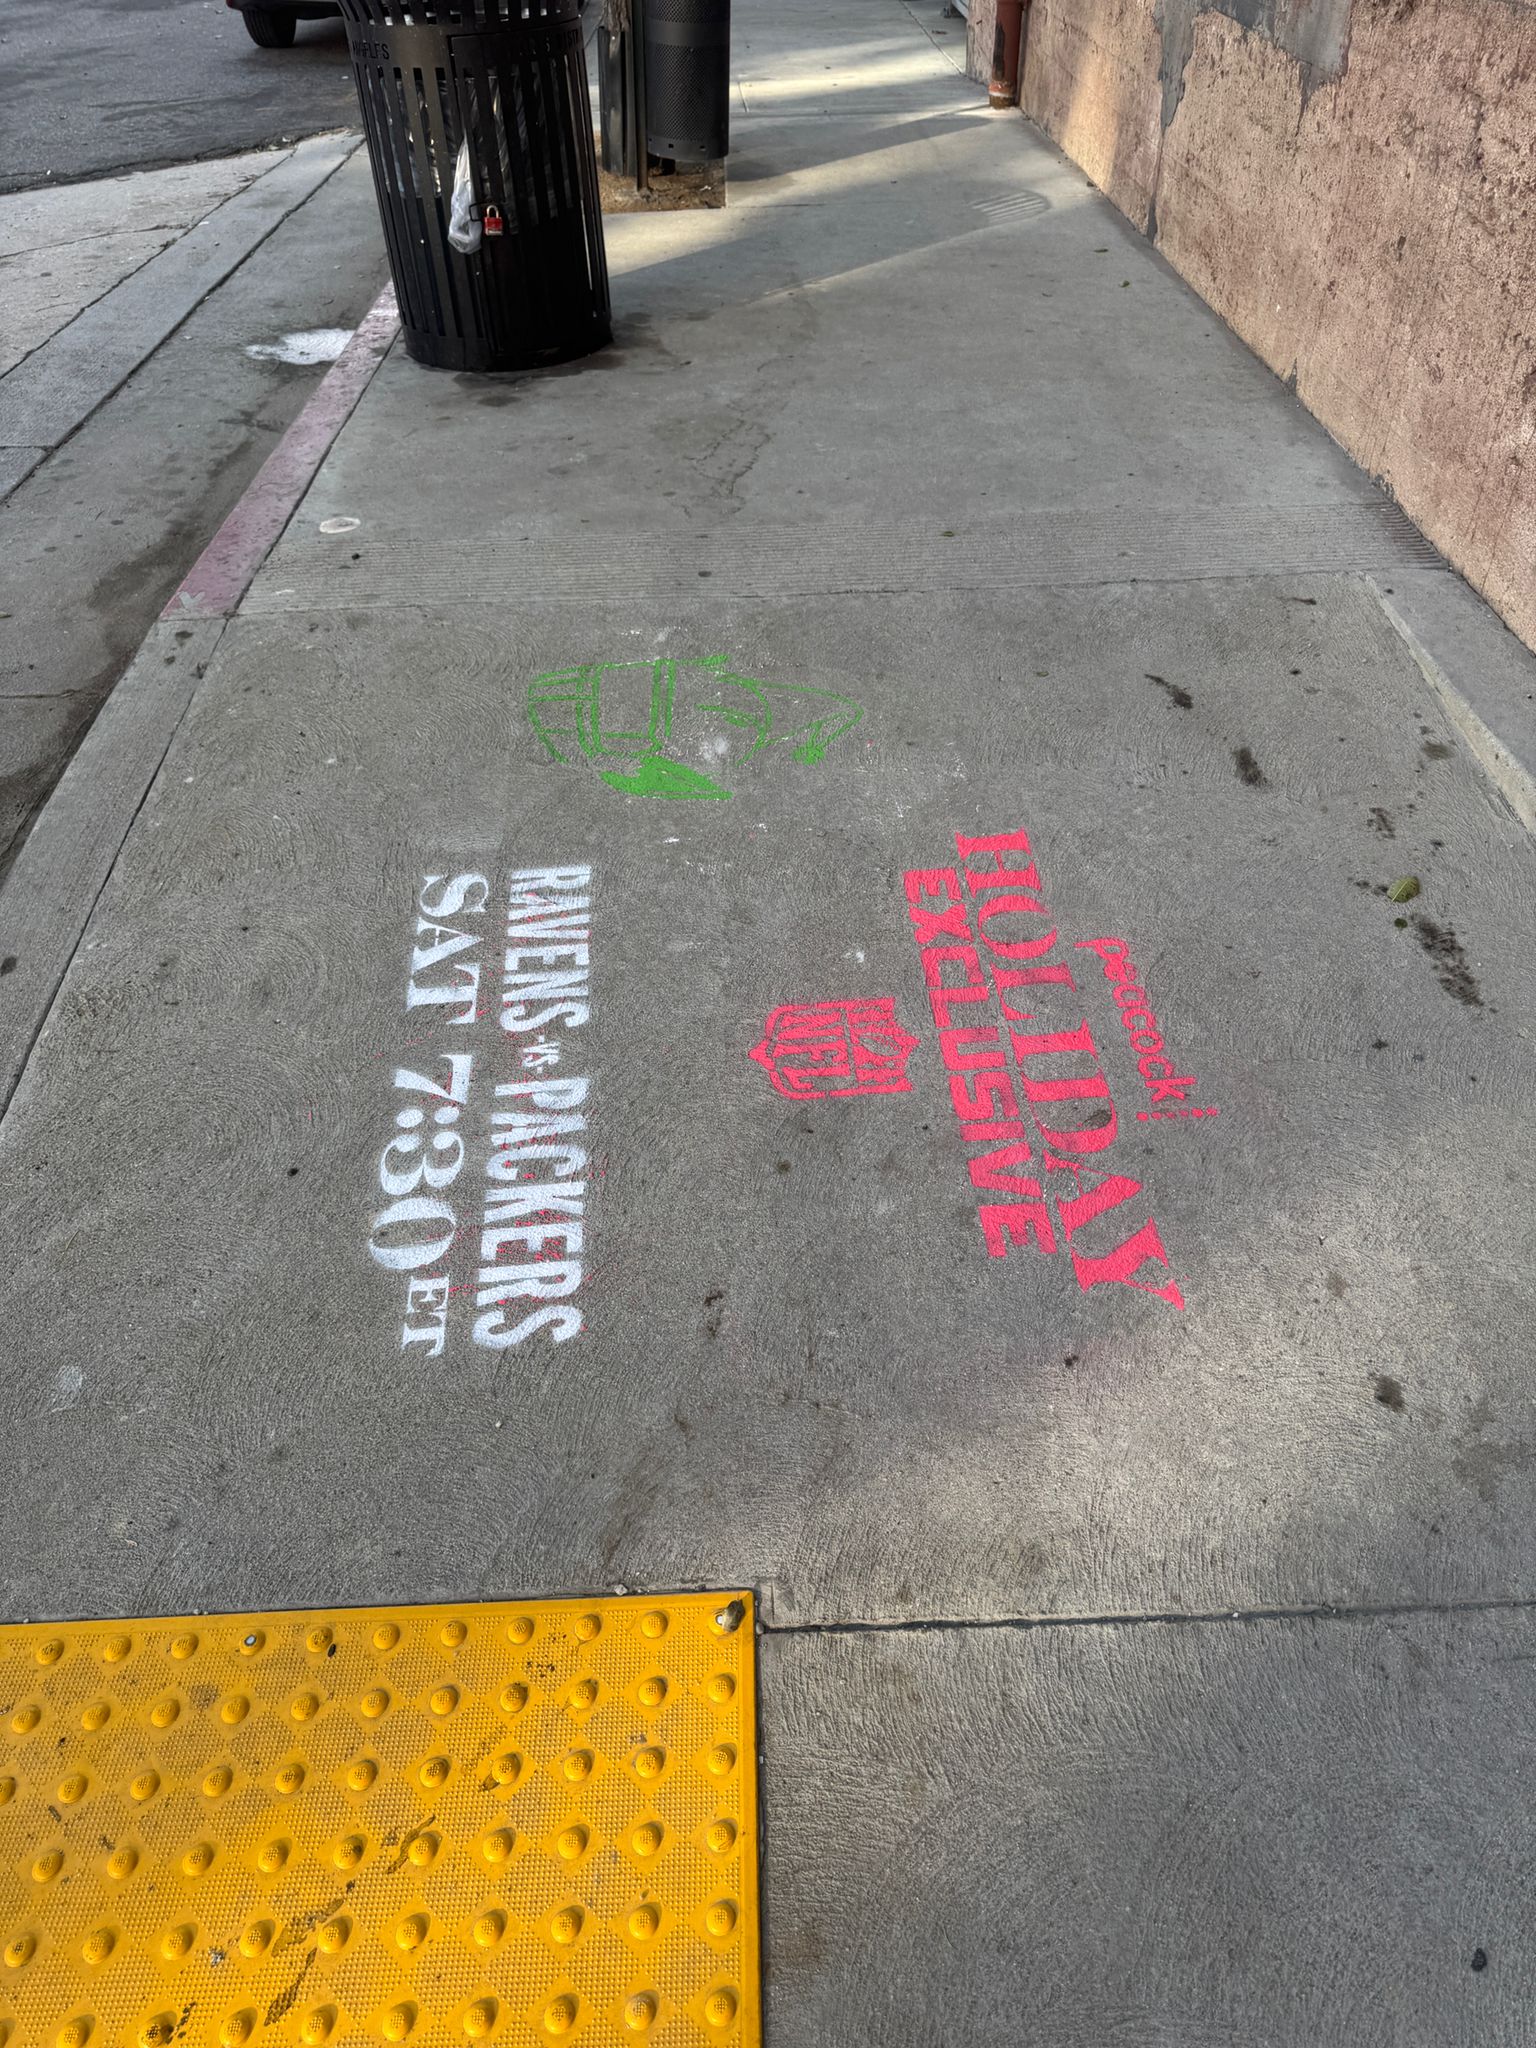 peacock
HOLIDAY
EXCLUSIVE
NFL
RAVENS -VS- PACKERS
SAT 7:30 ET